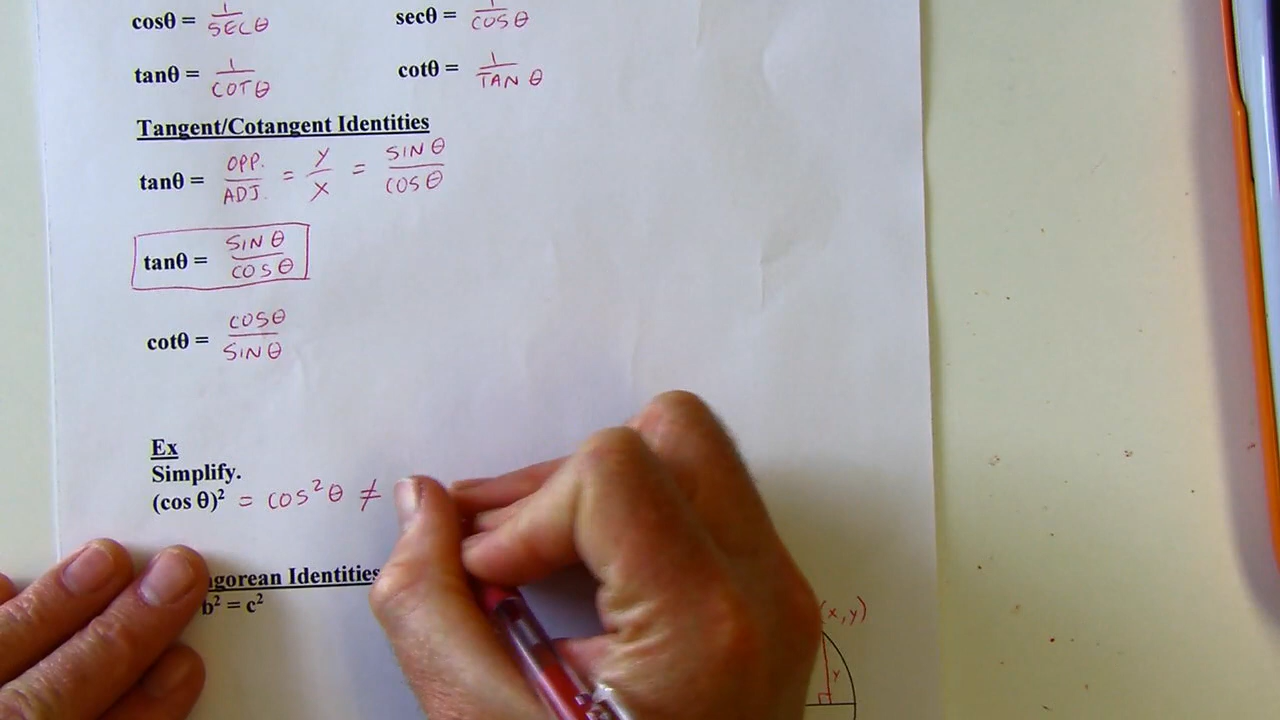 cosθ = 1/SECθ secθ = 1/COSθ
tanθ = 1/COTθ cotθ = 1/TANθ
Tangent/Cotangent Identities
tanθ = OPP./ADJ. = Y/X = SINθ/COSθ
tanθ = SINθ/COSθ
cotθ = COSθ/SINθ
Ex
Simplify.
(cos θ)² = COS²θ ≠
gorean Identities
b² = c²
(x,y)
Y